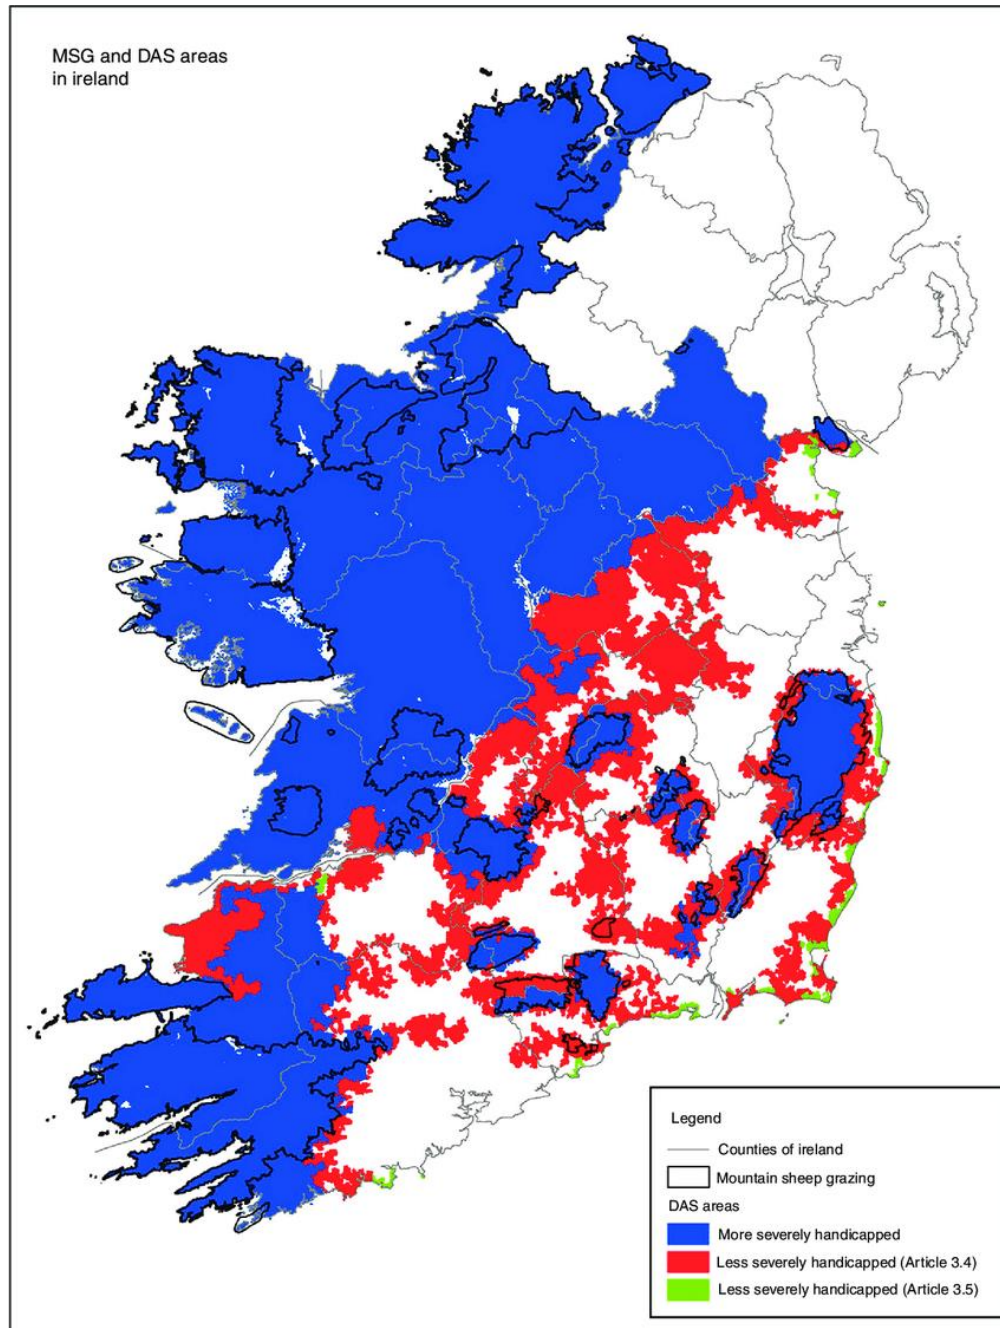 MSG and DAS areas
in ireland
Legend
Counties of ireland
Mountain sheep grazing
DAS areas
More severely handicapped
Less severely handicapped (Article 3.4)
Less severely handicapped (Article 3.5)